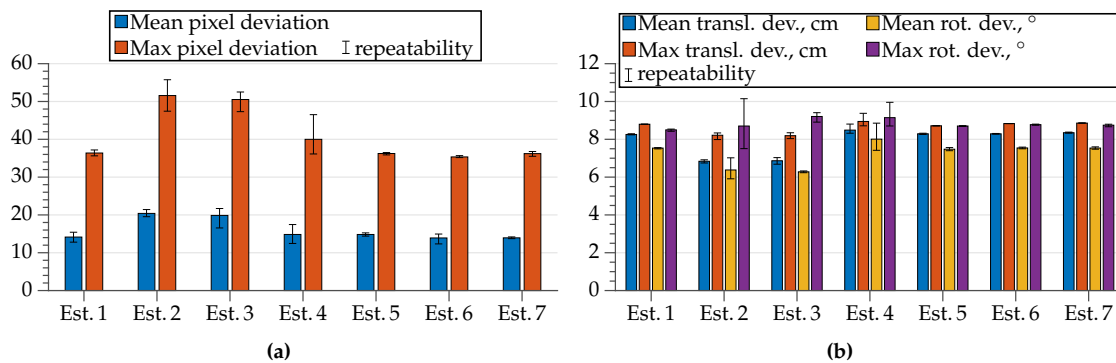 Mean pixel deviation
Max pixel deviation repeatability
60
50
40
30
20
10
0
Est. 1 Est. 2 Est. 3 Est. 4 Est. 5 Est. 6 Est. 7
(a)
Mean transl. dev., cm Mean rot. dev., °
Max transl. dev., cm Max rot. dev., °
repeatability
12
10
8
6
4
2
0
Est. 1 Est. 2 Est. 3 Est. 4 Est. 5 Est. 6 Est. 7
(b)